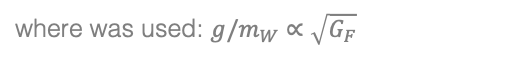 where was used: g/m_W ∝ √G_F